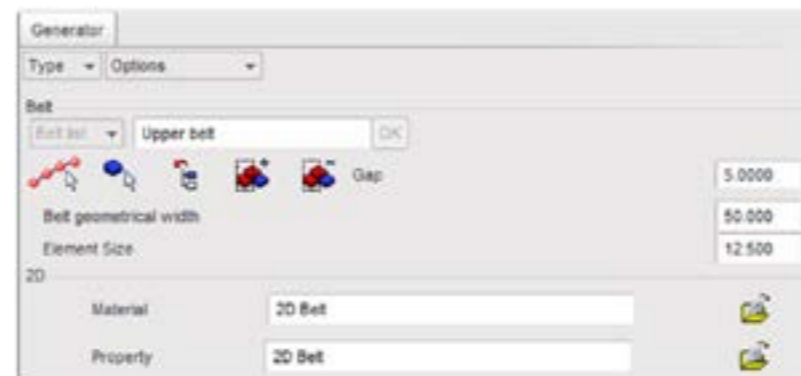 Generator
Type Options
Belt
Belt list Upper belt OK
Gap 5.0000
Belt geometrical width 50.000
Element Size 12.500
2D
Material 2D Belt
Property 2D Belt